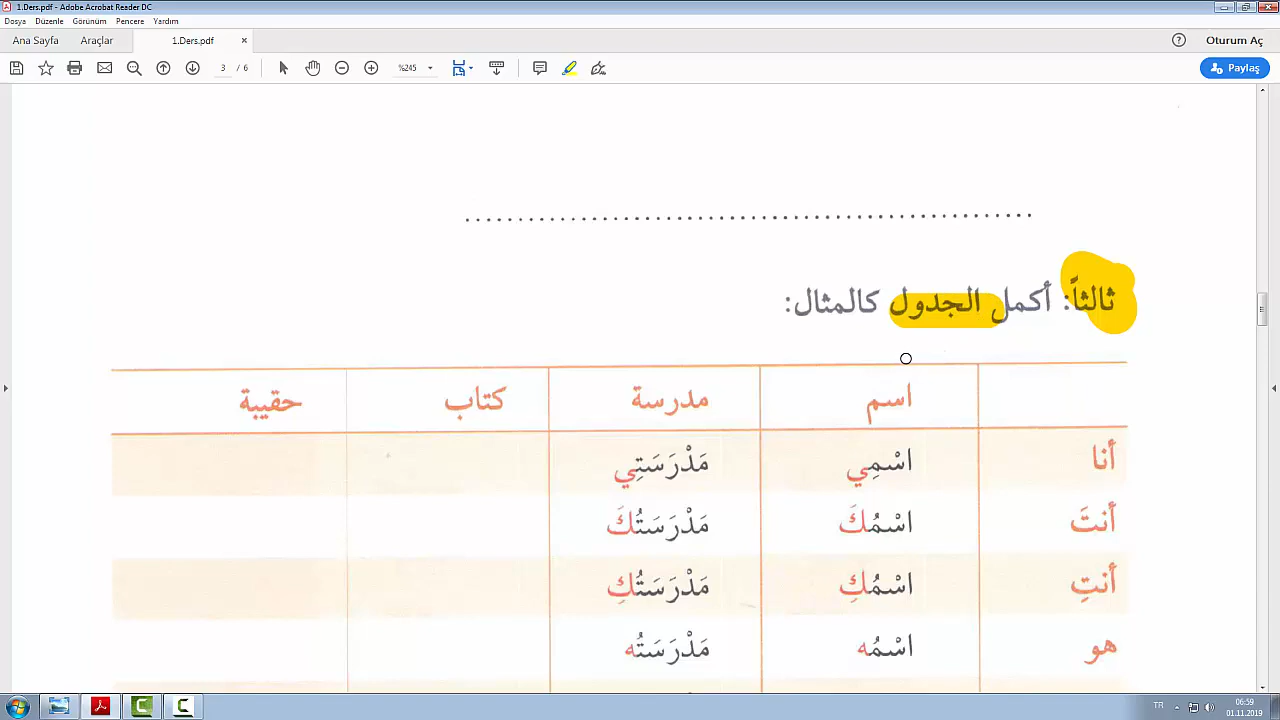 1.Ders.pdf - Adobe Acrobat Reader DC
Dosya Düzenle Görünüm Pencere Yardım
Ana Sayfa Araçlar 1.Ders.pdf × ? Oturum Aç
3 / 6 %245 Paylaş
................................................
ثالثاً: أكمل الجدول كالمثال:
اسم مدرسة كتاب حقيبة
أنا اسْمِي مَدْرَسَتِي
أنتَ اسْمُكَ مَدْرَسَتُكَ
أنتِ اسْمُكِ مَدْرَسَتُكِ
هو اسْمُه مَدْرَسَتُه
TR 06:59
01.11.2019